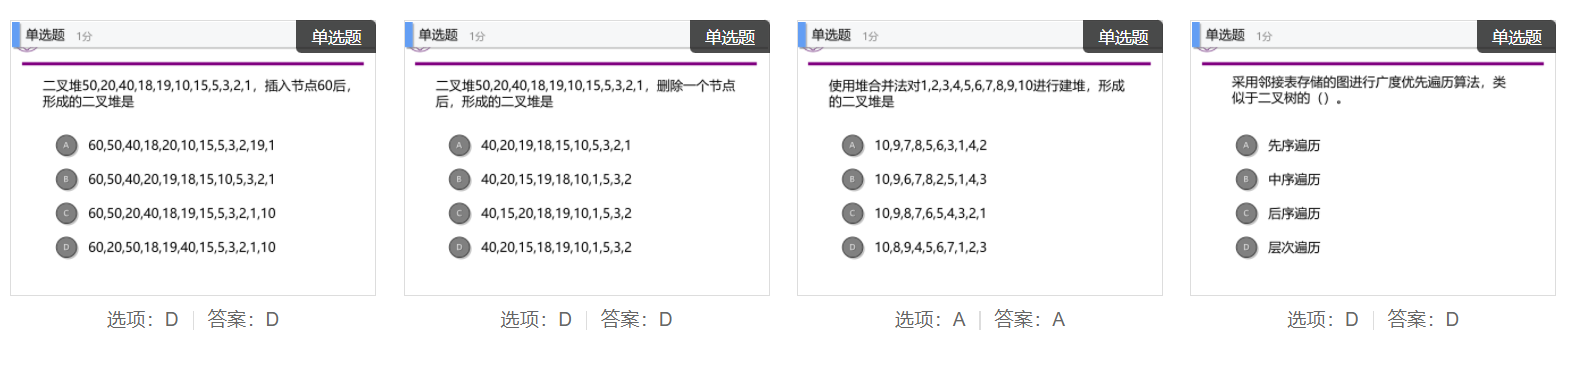 单选题 1分 单选题
二叉堆50,20,40,18,19,10,15,5,3,2,1，插入节点60后，
形成的二叉堆是
A 60,50,40,18,20,10,15,5,3,2,19,1
B 60,50,40,20,19,18,15,10,5,3,2,1
C 60,50,20,40,18,19,15,5,3,2,1,10
D 60,20,50,18,19,40,15,5,3,2,1,10
选项：D 答案：D
单选题 1分 单选题
二叉堆50,20,40,18,19,10,15,5,3,2,1，删除一个节点
后，形成的二叉堆是
A 40,20,19,18,15,10,5,3,2,1
B 40,20,15,19,18,10,1,5,3,2
C 40,15,20,18,19,10,1,5,3,2
D 40,20,15,18,19,10,1,5,3,2
选项：D 答案：D
单选题 1分 单选题
使用堆合并法对1,2,3,4,5,6,7,8,9,10进行建堆，形成
的二叉堆是
A 10,9,7,8,5,6,3,1,4,2
B 10,9,6,7,8,2,5,1,4,3
C 10,9,8,7,6,5,4,3,2,1
D 10,8,9,4,5,6,7,1,2,3
选项：A 答案：A
单选题 1分 单选题
采用邻接表存储的图进行广度优先遍历算法，类
似于二叉树的（）。
A 先序遍历
B 中序遍历
C 后序遍历
D 层次遍历
选项：D 答案：D